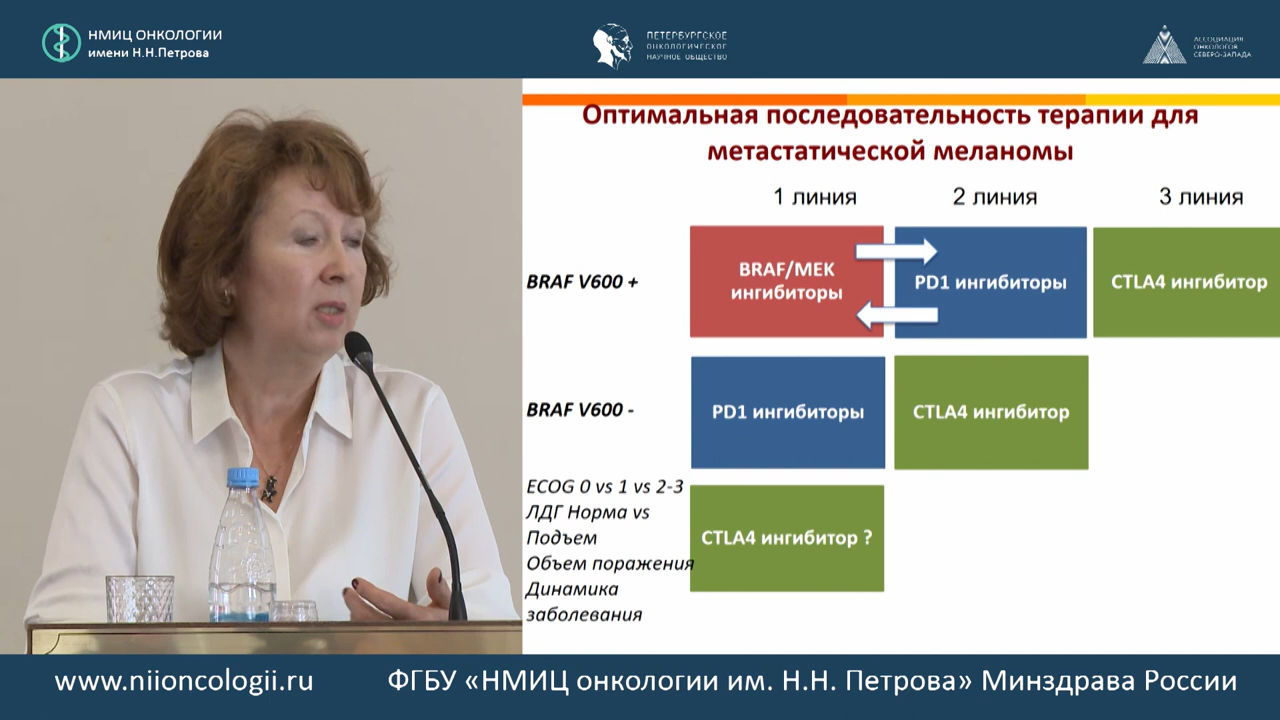 НМИЦ ОНКОЛОГИИ
имени Н.Н.Петрова
ПЕТЕРБУРГСКОЕ
ОНКОЛОГИЧЕСКОЕ
НАУЧНОЕ ОБЩЕСТВО
АССОЦИАЦИЯ
ОНКОЛОГОВ
СЕВЕРО-ЗАПАДА
Оптимальная последовательность терапии для
метастатической меланомы
1 линия 2 линия 3 линия
BRAF V600 +
BRAF/MEK
ингибиторы
PD1 ингибиторы
CTLA4 ингибитор
BRAF V600 -
PD1 ингибиторы
CTLA4 ингибитор
ECOG 0 vs 1 vs 2-3
ЛДГ Норма vs
Подъем
Объем поражения
Динамика
заболевания
CTLA4 ингибитор ?
www.niioncologii.ru
ФГБУ «НМИЦ онкологии им. Н.Н. Петрова» Минздрава России